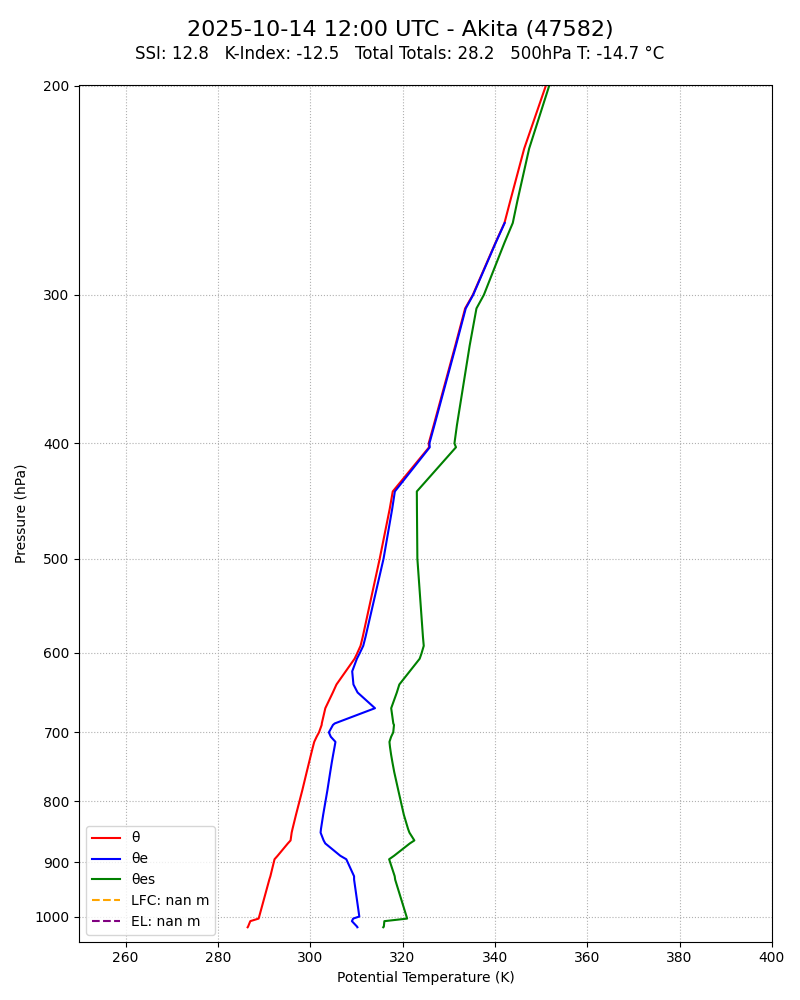 2025-10-14 12:00 UTC - Akita (47582)
SSI: 12.8   K-Index: -12.5   Total Totals: 28.2   500hPa T: -14.7 °C
200
300
400
500
600
700
800
900
1000
Pressure (hPa)
θ
θe
θes
LFC: nan m
EL: nan m
260 280 300 320 340 360 380 400
Potential Temperature (K)